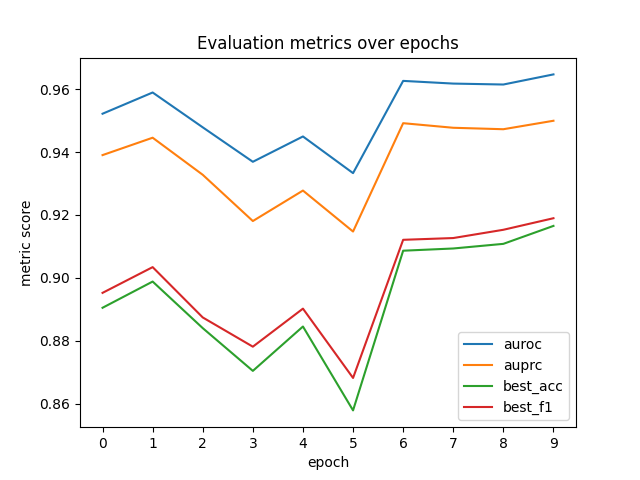 Evaluation metrics over epochs
metric score
0.96
0.94
0.92
0.90
0.88
0.86
auroc
auprc
best_acc
best_f1
0 1 2 3 4 5 6 7 8 9
epoch